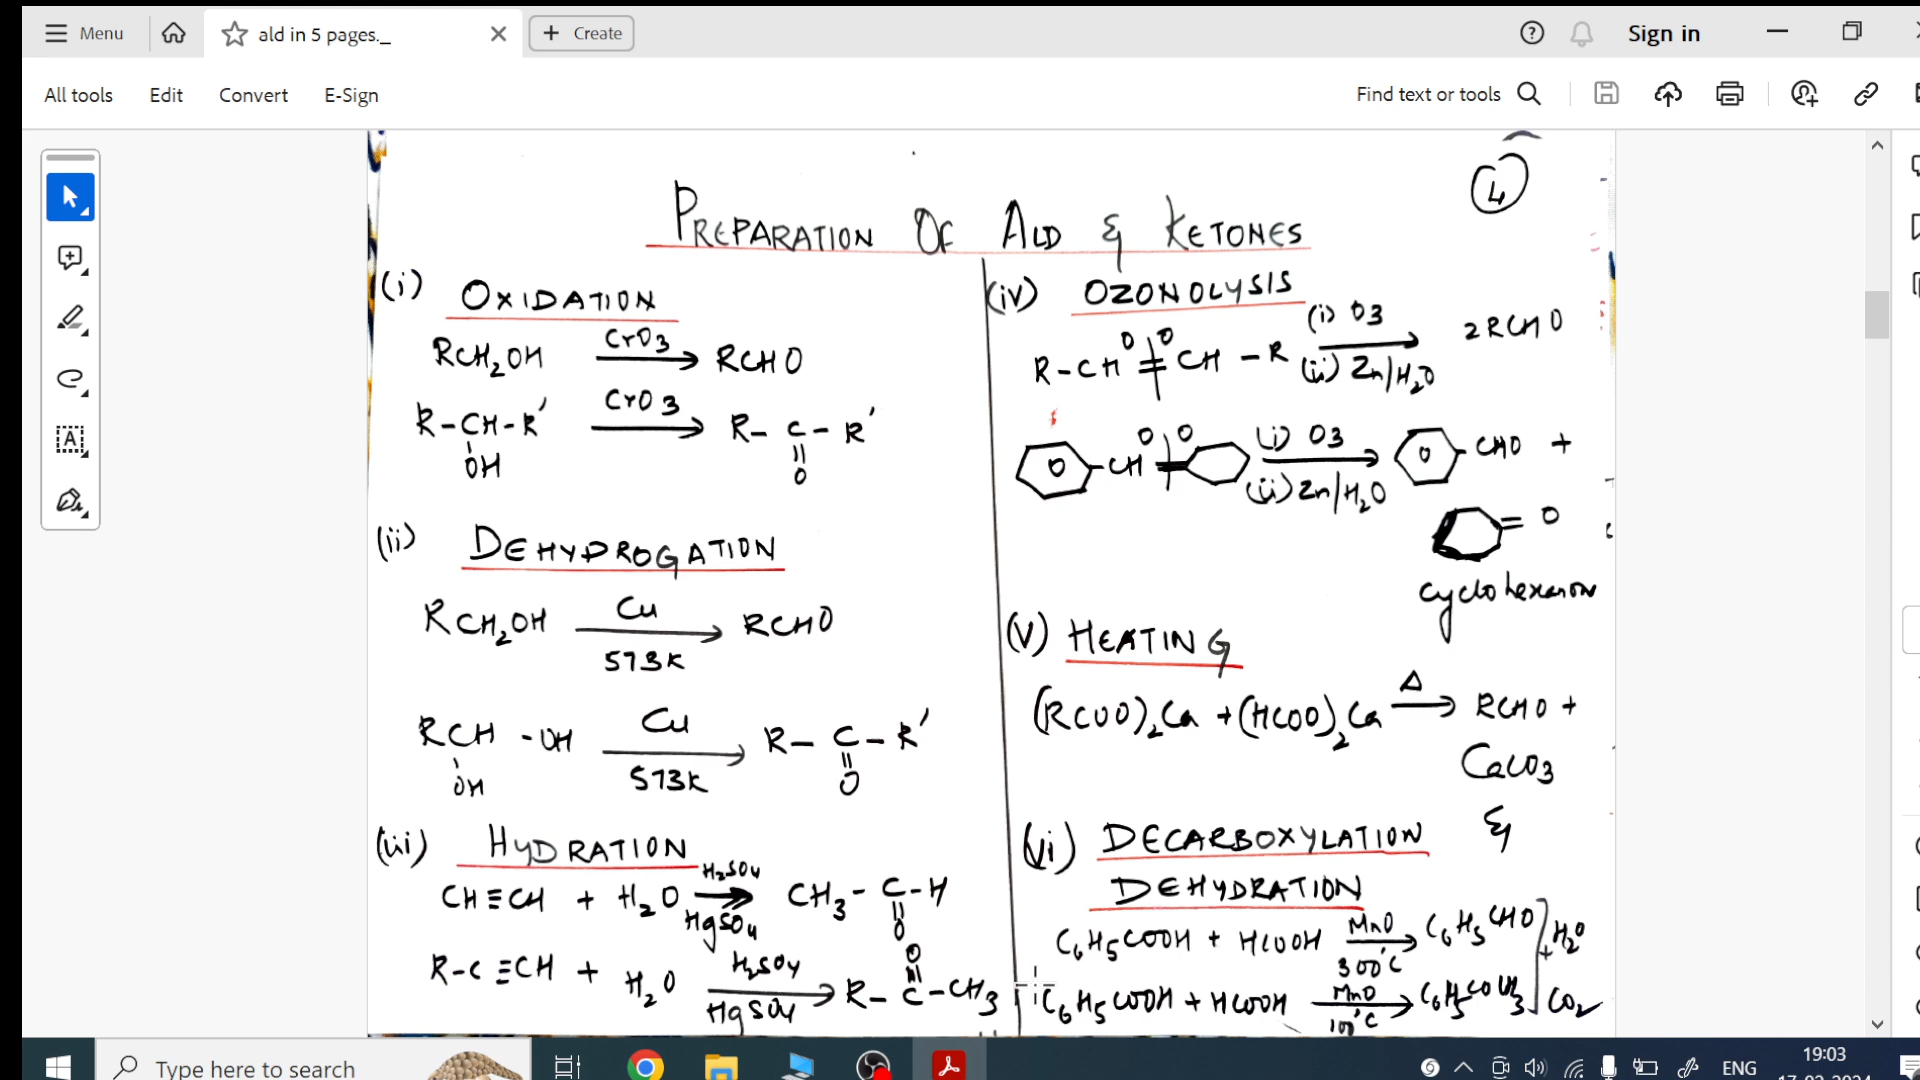 Menu
ald in 5 pages._
Create
Sign in
All tools
Edit
Convert
E-Sign
Find text or tools
4
PREPARATION OF ALD & KETONES
(i) OXIDATION
RCH₂OH CrO₃ → RCHO
R-CH-R' CrO₃ → R-C-R'
OH O
(ii) DEHYDROGATION
RCH₂OH Cu → RCHO
573K
RCH-OH Cu → R-C-R'
OH 573K O
(iii) HYDRATION
CH≡CH + H₂O H₂SO₄ → CH₃-C-H
HgSO₄ O
R-C≡CH + H₂O H₂SO₄ → R-C-CH₃
HgSO₄ O
(iv) OZONOLYSIS
R-CH O = O CH-R (i) O3 → 2RCHO
(ii) Zn/H₂O
-CH O = O (i) O3 → CHO +
(ii) Zn/H₂O
= O
(v) HEATING
(RCOO)₂Ca + (HCOO)₂Ca Δ → RCHO +
CaCO₃
&
(vi) DECARBOXYLATION
DEHYDRATION
C₆H₅COOH + HCOOH MnO → C₆H₅CHO + H₂O
300°C
C₆H₅COOH + HCOOH MnO → CO₂
100°C
Type here to search
ENG
19:03